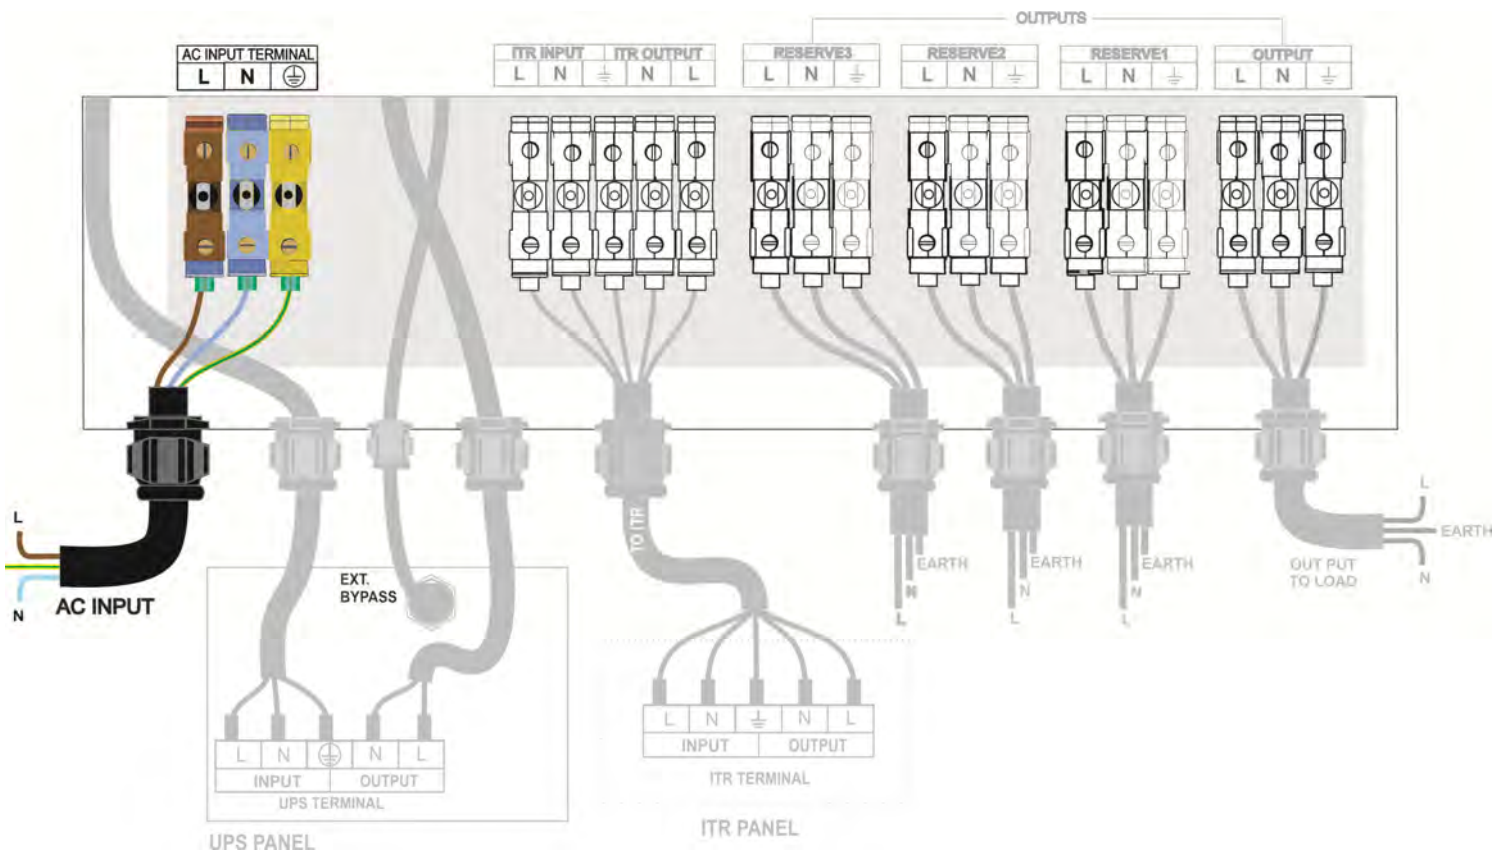 OUTPUTS
AC INPUT TERMINAL
L N
ITR INPUT ITR OUTPUT
L N N L
RESERVE3
L N
RESERVE2
L N
RESERVE1
L N
OUTPUT
L N
L
N
AC INPUT
EXT.
BYPASS
TO ITR
EARTH
N
L
EARTH
N
L
EARTH
N
L
L
EARTH
N
OUT PUT
TO LOAD
L N N L
INPUT OUTPUT
UPS TERMINAL
UPS PANEL
L N N L
INPUT OUTPUT
ITR TERMINAL
ITR PANEL